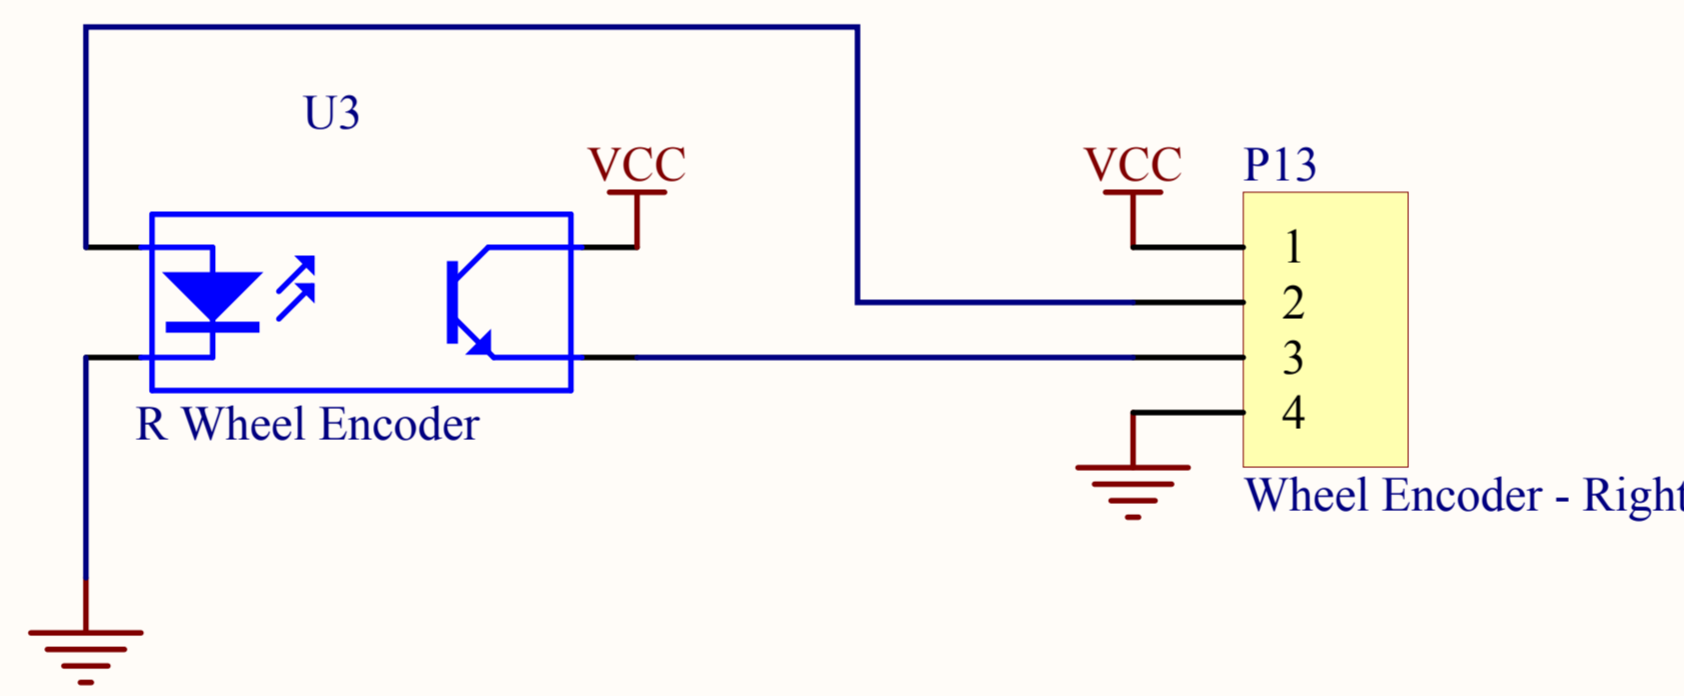 U3
VCC
VCC
P13
1
2
3
4
R Wheel Encoder
Wheel Encoder - Right